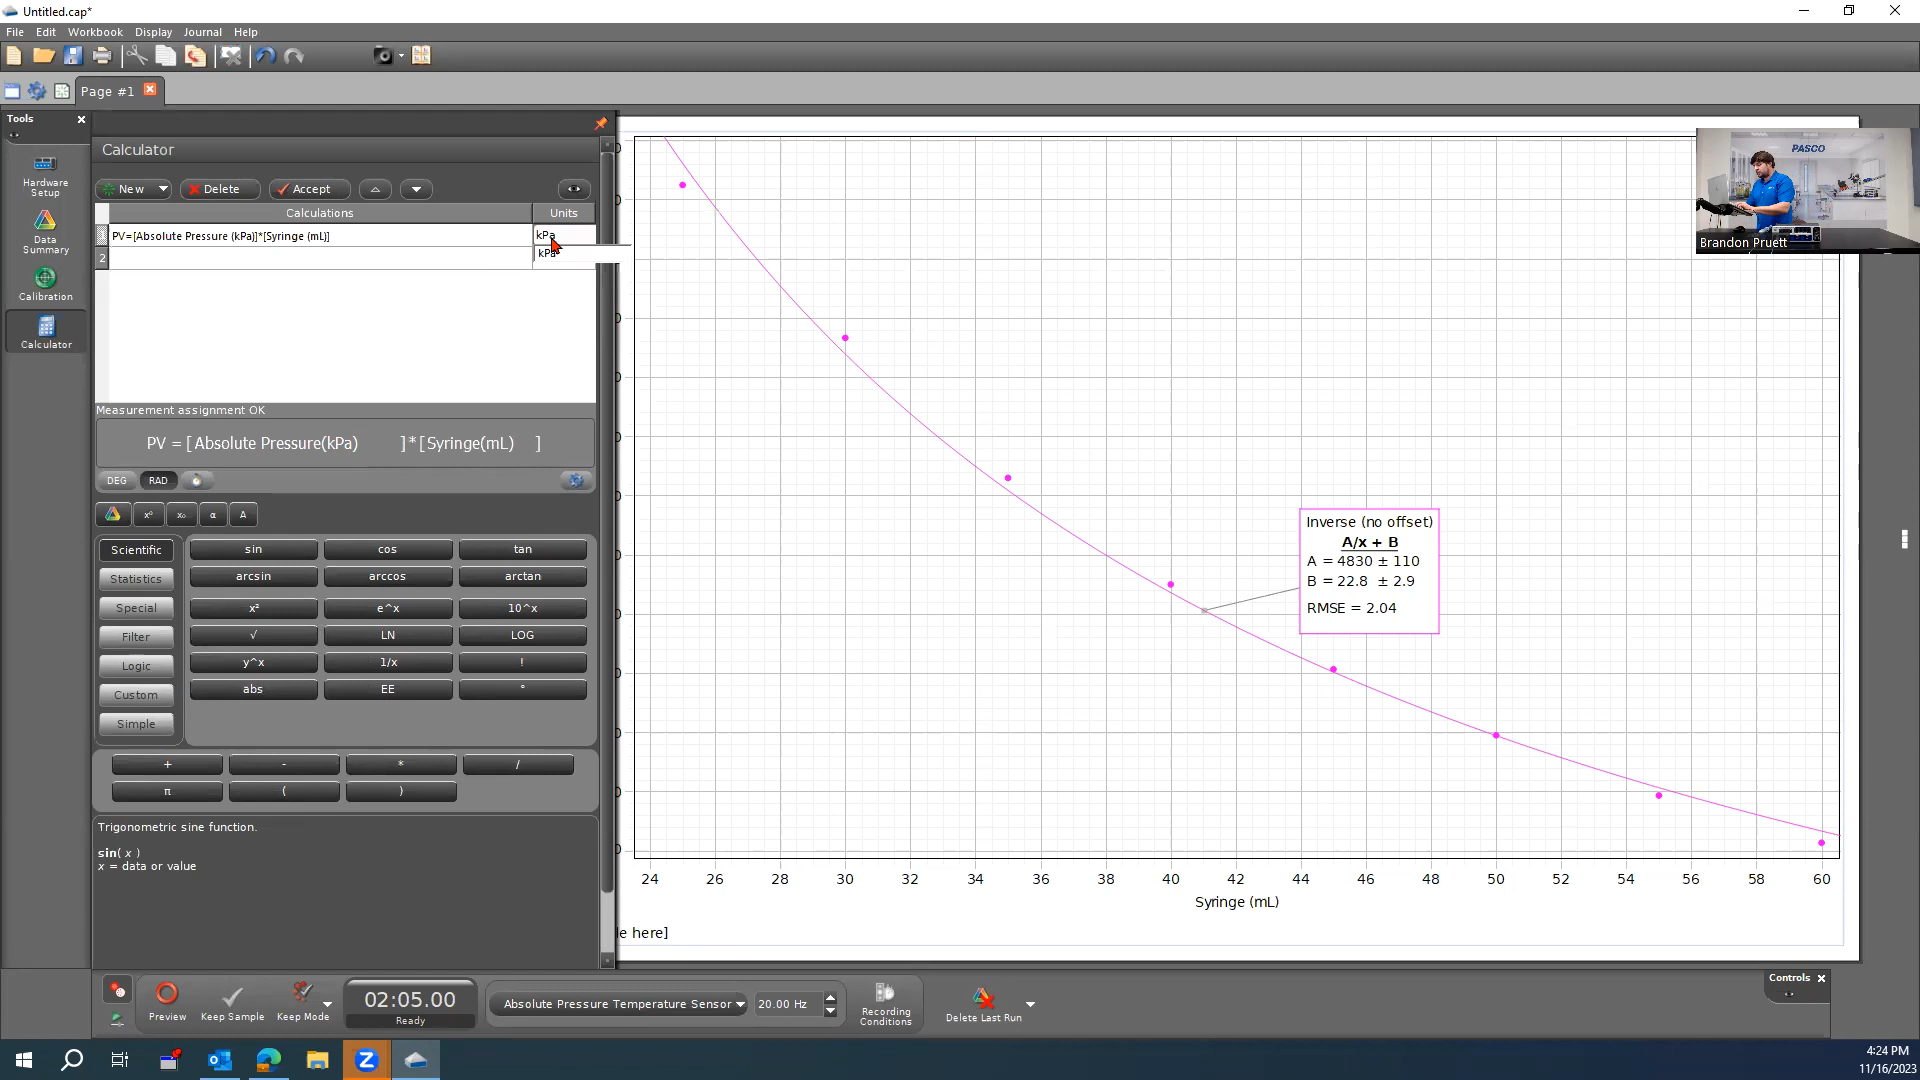 Untitled.cap*
File Edit Workbook Display Journal Help
Page #1
Tools
Hardware
Setup
Data
Summary
Calibration
Calculator
Calculator
New Delete Accept
Calculations Units
PV=[Absolute Pressure (kPa)]*[Syringe (mL)] kPa
2 kPa
Measurement assignment OK
PV = [Absolute Pressure(kPa) ]*[Syringe(mL) ]
DEG RAD
x⁰ x₀ α A
Scientific sin cos tan
Statistics arcsin arccos arctan
Special x² e^x 10^x
Filter √ LN LOG
Logic y^x 1/x !
Custom abs EE °
Simple
+ - * /
π ( )
Trigonometric sine function.
sin( x )
x = data or value
PASCO
Brandon Pruett
Inverse (no offset)
A/x + B
A = 4830 ± 110
B = 22.8 ± 2.9
RMSE = 2.04
24 26 28 30 32 34 36 38 40 42 44 46 48 50 52 54 56 58 60
Syringe (mL)
le here]
Preview Keep Sample Keep Mode
02:05.00
Ready
Absolute Pressure Temperature Sensor 20.00 Hz
Recording
Conditions
Delete Last Run
Controls
4:24 PM
11/16/2023